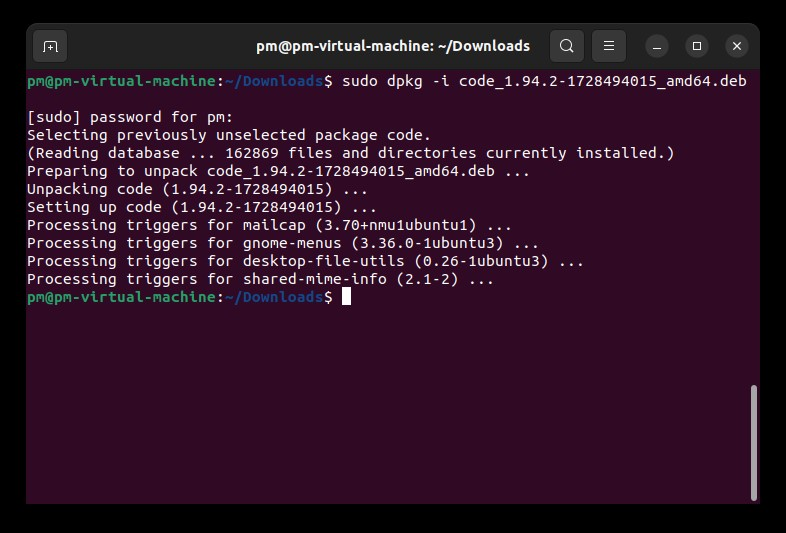 pm@pm-virtual-machine: ~/Downloads
pm@pm-virtual-machine:~/Downloads$ sudo dpkg -i code_1.94.2-1728494015_amd64.deb
[sudo] password for pm:
Selecting previously unselected package code.
(Reading database ... 162869 files and directories currently installed.)
Preparing to unpack code_1.94.2-1728494015_amd64.deb ...
Unpacking code (1.94.2-1728494015) ...
Setting up code (1.94.2-1728494015) ...
Processing triggers for mailcap (3.70+nmu1ubuntu1) ...
Processing triggers for gnome-menus (3.36.0-1ubuntu3) ...
Processing triggers for desktop-file-utils (0.26-1ubuntu3) ...
Processing triggers for shared-mime-info (2.1-2) ...
pm@pm-virtual-machine:~/Downloads$